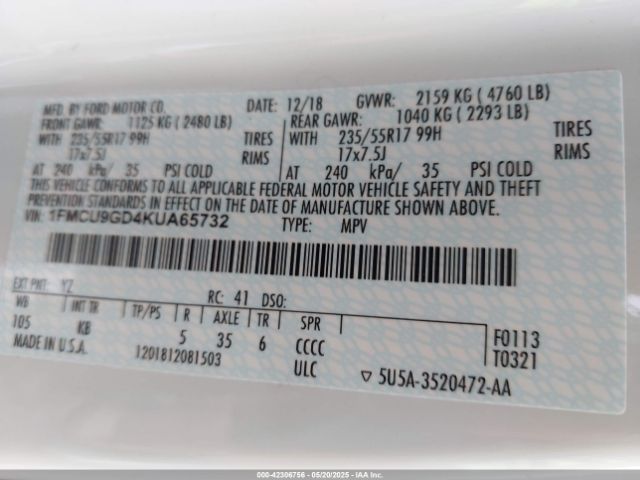 MFD. BY FORD MOTOR CO. DATE: 12/18 GVWR: 2159 KG ( 4760 LB)
FRONT GAWR: 1125 KG ( 2480 LB) REAR GAWR: 1040 KG ( 2293 LB)
WITH 235/55R17 99H TIRES WITH 235/55R17 99H TIRES
17x7.5J RIMS 17x7.5J RIMS
AT 240 kPa/ 35 PSI COLD AT 240 kPa/ 35 PSI COLD
THIS VEHICLE CONFORMS TO ALL APPLICABLE FEDERAL MOTOR VEHICLE SAFETY AND THEFT
PREVENTION STANDARDS IN EFFECT ON THE DATE OF MANUFACTURE SHOWN ABOVE.
VIN: 1FMCU9GD4KUA65732 TYPE: MPV
EXT PNT: YZ RC: 41 DSO:
WB INT TR TP/PS R AXLE TR SPR
105 KB 5 35 6 CCCC F0113
MADE IN U.S.A. 1201812081503 ULC T0321
▽ 5U5A-3520472-AA
000-42306756 - 05/20/2025 - IAA Inc.